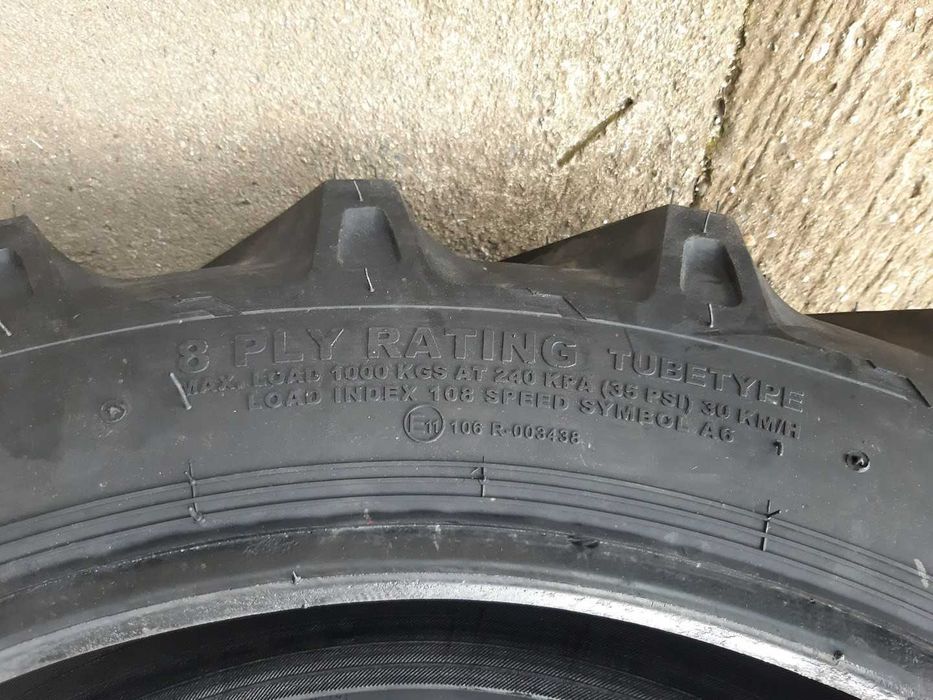 8 PLY RATING TUBETYPE
MAX. LOAD 1000 KGS AT 240 KPA (35 PSI) 30 KM/H
LOAD INDEX 108 SPEED SYMBOL A6
E11 106 R-003438
1